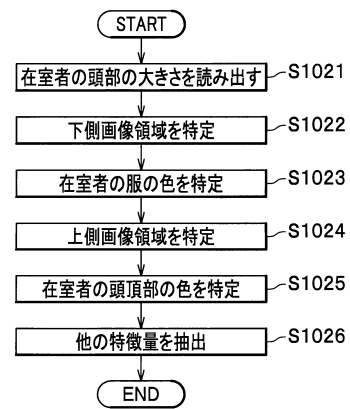 START
在室者の頭部の大きさを読み出す S1021
下側画像領域を特定 S1022
在室者の服の色を特定 S1023
上側画像領域を特定 S1024
在室者の頭頂部の色を特定 S1025
他の特徴量を抽出 S1026
END